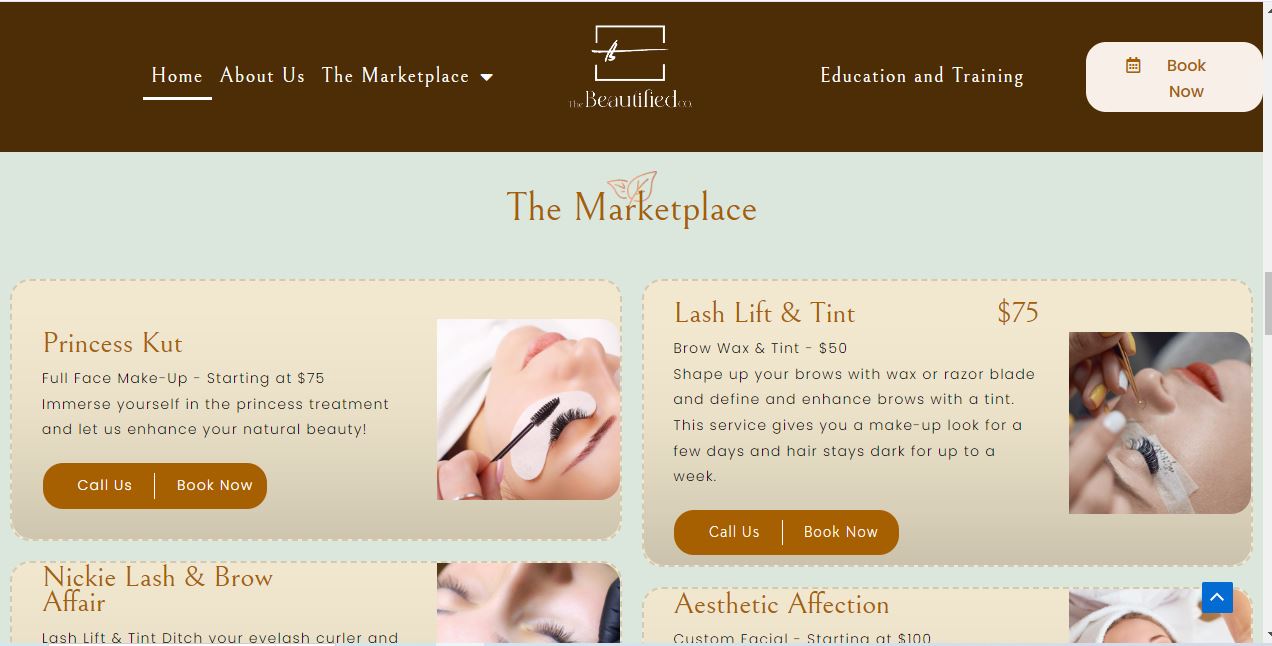 Home
About Us
The Marketplace
The Beautified CO.
Education and Training
Book
Now
The Marketplace
Princess Kut
Full Face Make-Up - Starting at $75
Immerse yourself in the princess treatment
and let us enhance your natural beauty!
Call Us
Book Now
Lash Lift & Tint $75
Brow Wax & Tint - $50
Shape up your brows with wax or razor blade
and define and enhance brows with a tint.
This service gives you a make-up look for a
few days and hair stays dark for up to a
week.
Call Us
Book Now
Nickie Lash & Brow
Affair
Lash Lift & Tint Ditch your eyelash curler and
Aesthetic Affection
Custom Facial - Starting at $100